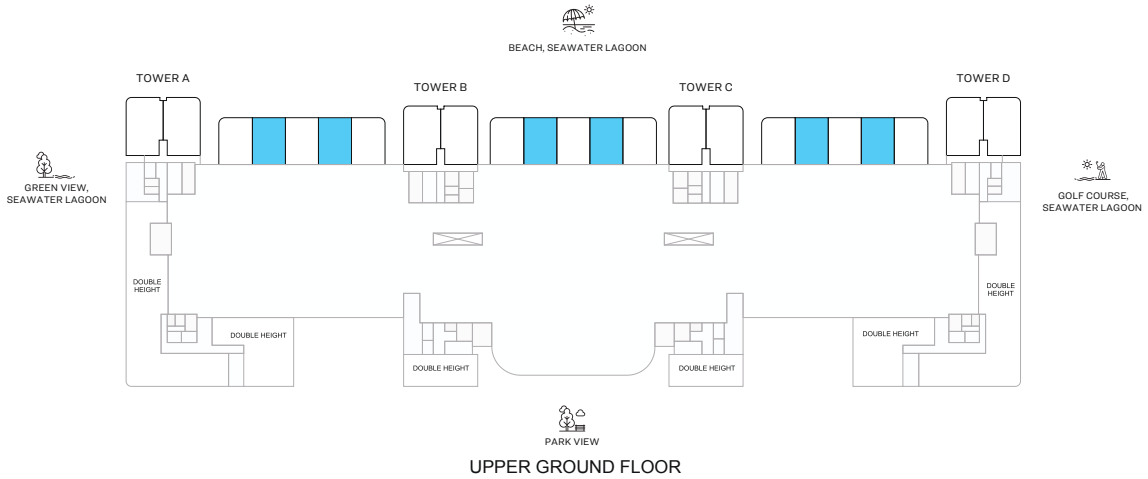 BEACH, SEAWATER LAGOON
TOWER A
TOWER B
TOWER C
TOWER D
GREEN VIEW,
SEAWATER LAGOON
GOLF COURSE,
SEAWATER LAGOON
DOUBLE
HEIGHT
DOUBLE
HEIGHT
DOUBLE HEIGHT
DOUBLE HEIGHT
DOUBLE HEIGHT
DOUBLE HEIGHT
PARK VIEW
UPPER GROUND FLOOR